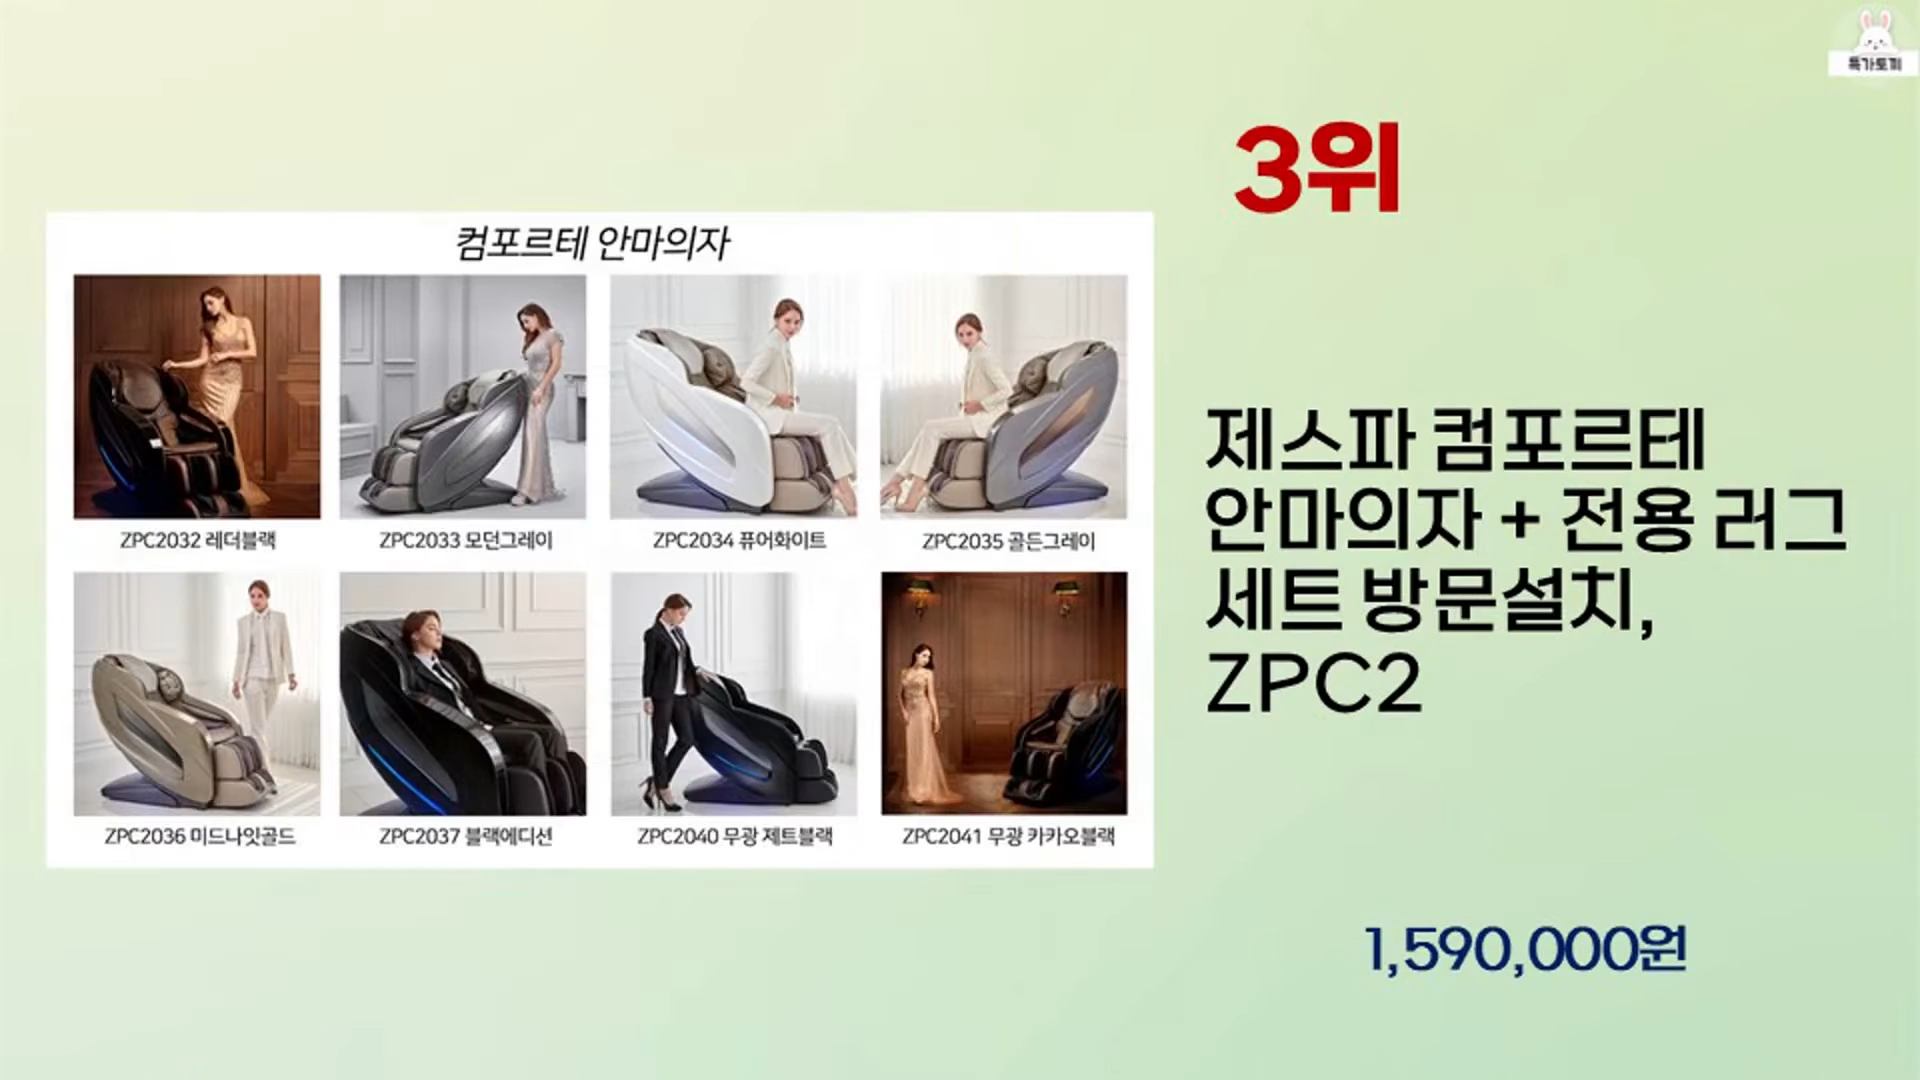 특가토끼
3위
컴포르테 안마의자
ZPC2032 레더블랙
ZPC2033 모던그레이
ZPC2034 퓨어화이트
ZPC2035 골든그레이
ZPC2036 미드나잇골드
ZPC2037 블랙에디션
ZPC2040 무광 제트블랙
ZPC2041 무광 카카오블랙
제스파 컴포르테
안마의자 + 전용 러그
세트 방문설치,
ZPC2
1,590,000원